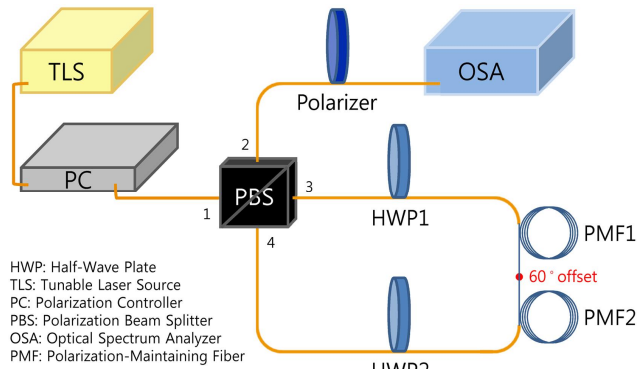 TLS
OSA
Polarizer
PC
2
PBS
3
1
4
HWP1
PMF1
60° offset
PMF2
HWP: Half-Wave Plate
TLS: Tunable Laser Source
PC: Polarization Controller
PBS: Polarization Beam Splitter
OSA: Optical Spectrum Analyzer
PMF: Polarization-Maintaining Fiber
HWP2